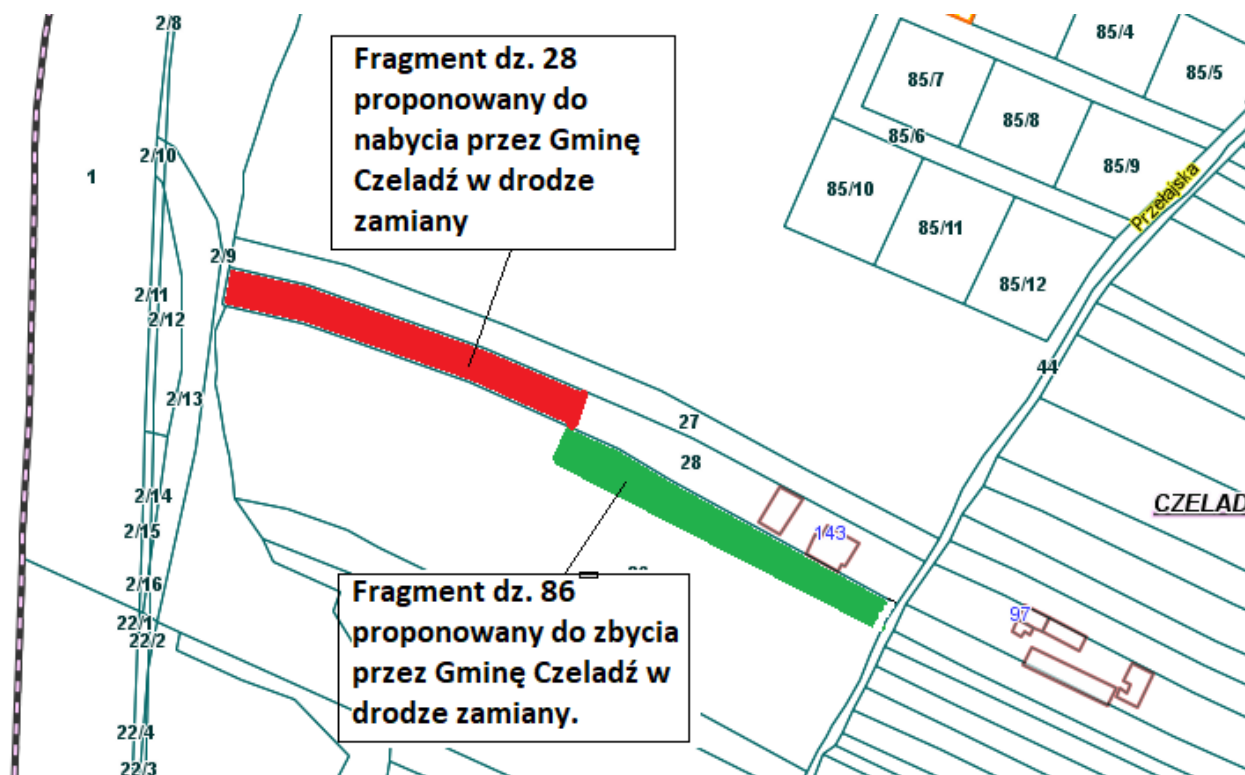 2/8
85/4
Fragment dz. 28
proponowany do
nabycia przez Gminę
Czeladź w drodze
zamiany
85/7
85/5
85/8
85/6
2/10
1
85/9
85/10
Przełajska
85/11
2/9
85/12
2/11
2/12
44
2/13
27
28
2/14
CZELAD
2/15
143
2/16
Fragment dz. 86
proponowany do zbycia
przez Gminę Czeladź w
drodze zamiany.
97
22/1
22/2
22/4
22/3